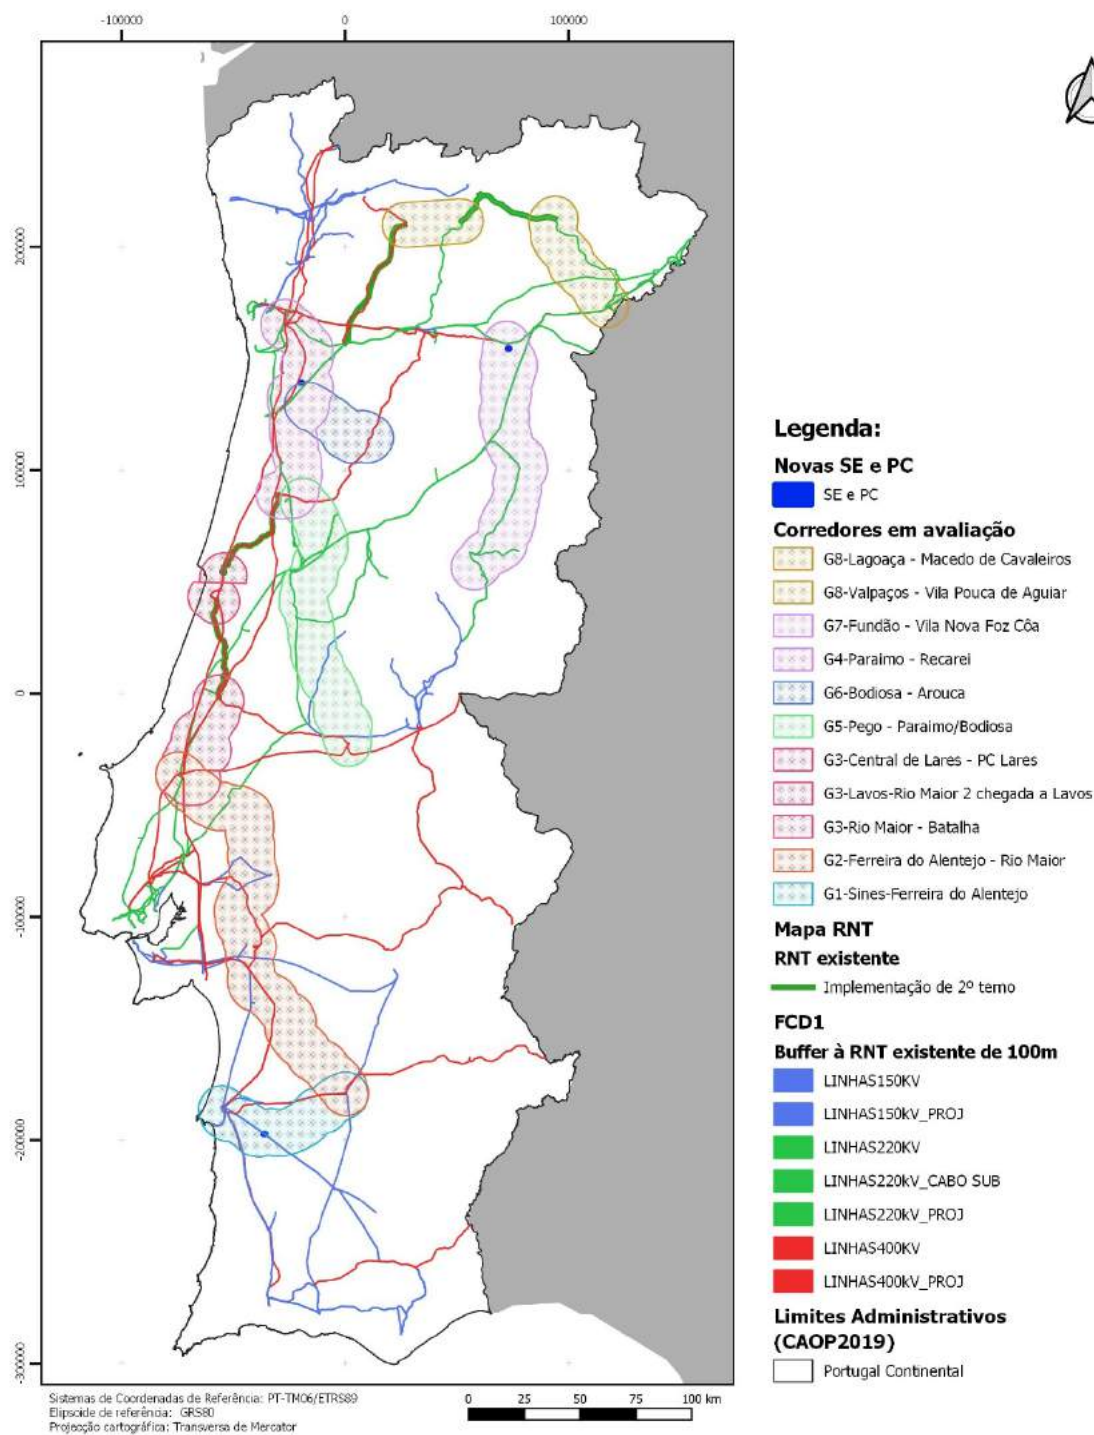 -100000 0 100000
200000
100000
0
-100000
-200000
-300000
Legenda:
Novas SE e PC
SE e PC
Corredores em avaliação
G8-Lagoaça - Macedo de Cavaleiros
G8-Valpaços - Vila Pouca de Aguiar
G7-Fundão - Vila Nova Foz Côa
G4-Paraimo - Recarei
G6-Bodiosa - Arouca
G5-Pego - Paraimo/Bodiosa
G3-Central de Lares - PC Lares
G3-Lavos-Rio Maior 2 chegada a Lavos
G3-Rio Maior - Batalha
G2-Ferreira do Alentejo - Rio Maior
G1-Sines-Ferreira do Alentejo
Mapa RNT
RNT existente
Implementação de 2º terno
FCD1
Buffer à RNT existente de 100m
LINHAS150KV
LINHAS150kV_PROJ
LINHAS220KV
LINHAS220kV_CABO SUB
LINHAS220kV_PROJ
LINHAS400KV
LINHAS400kV_PROJ
Limites Administrativos
(CAOP2019)
Portugal Continental
Sistemas de Coordenadas de Referência: PT-TM06/ETRS89
Elipsoide de referência: GRS80
Projecção cartográfica: Transversa de Mercator
0 25 50 75 100 km